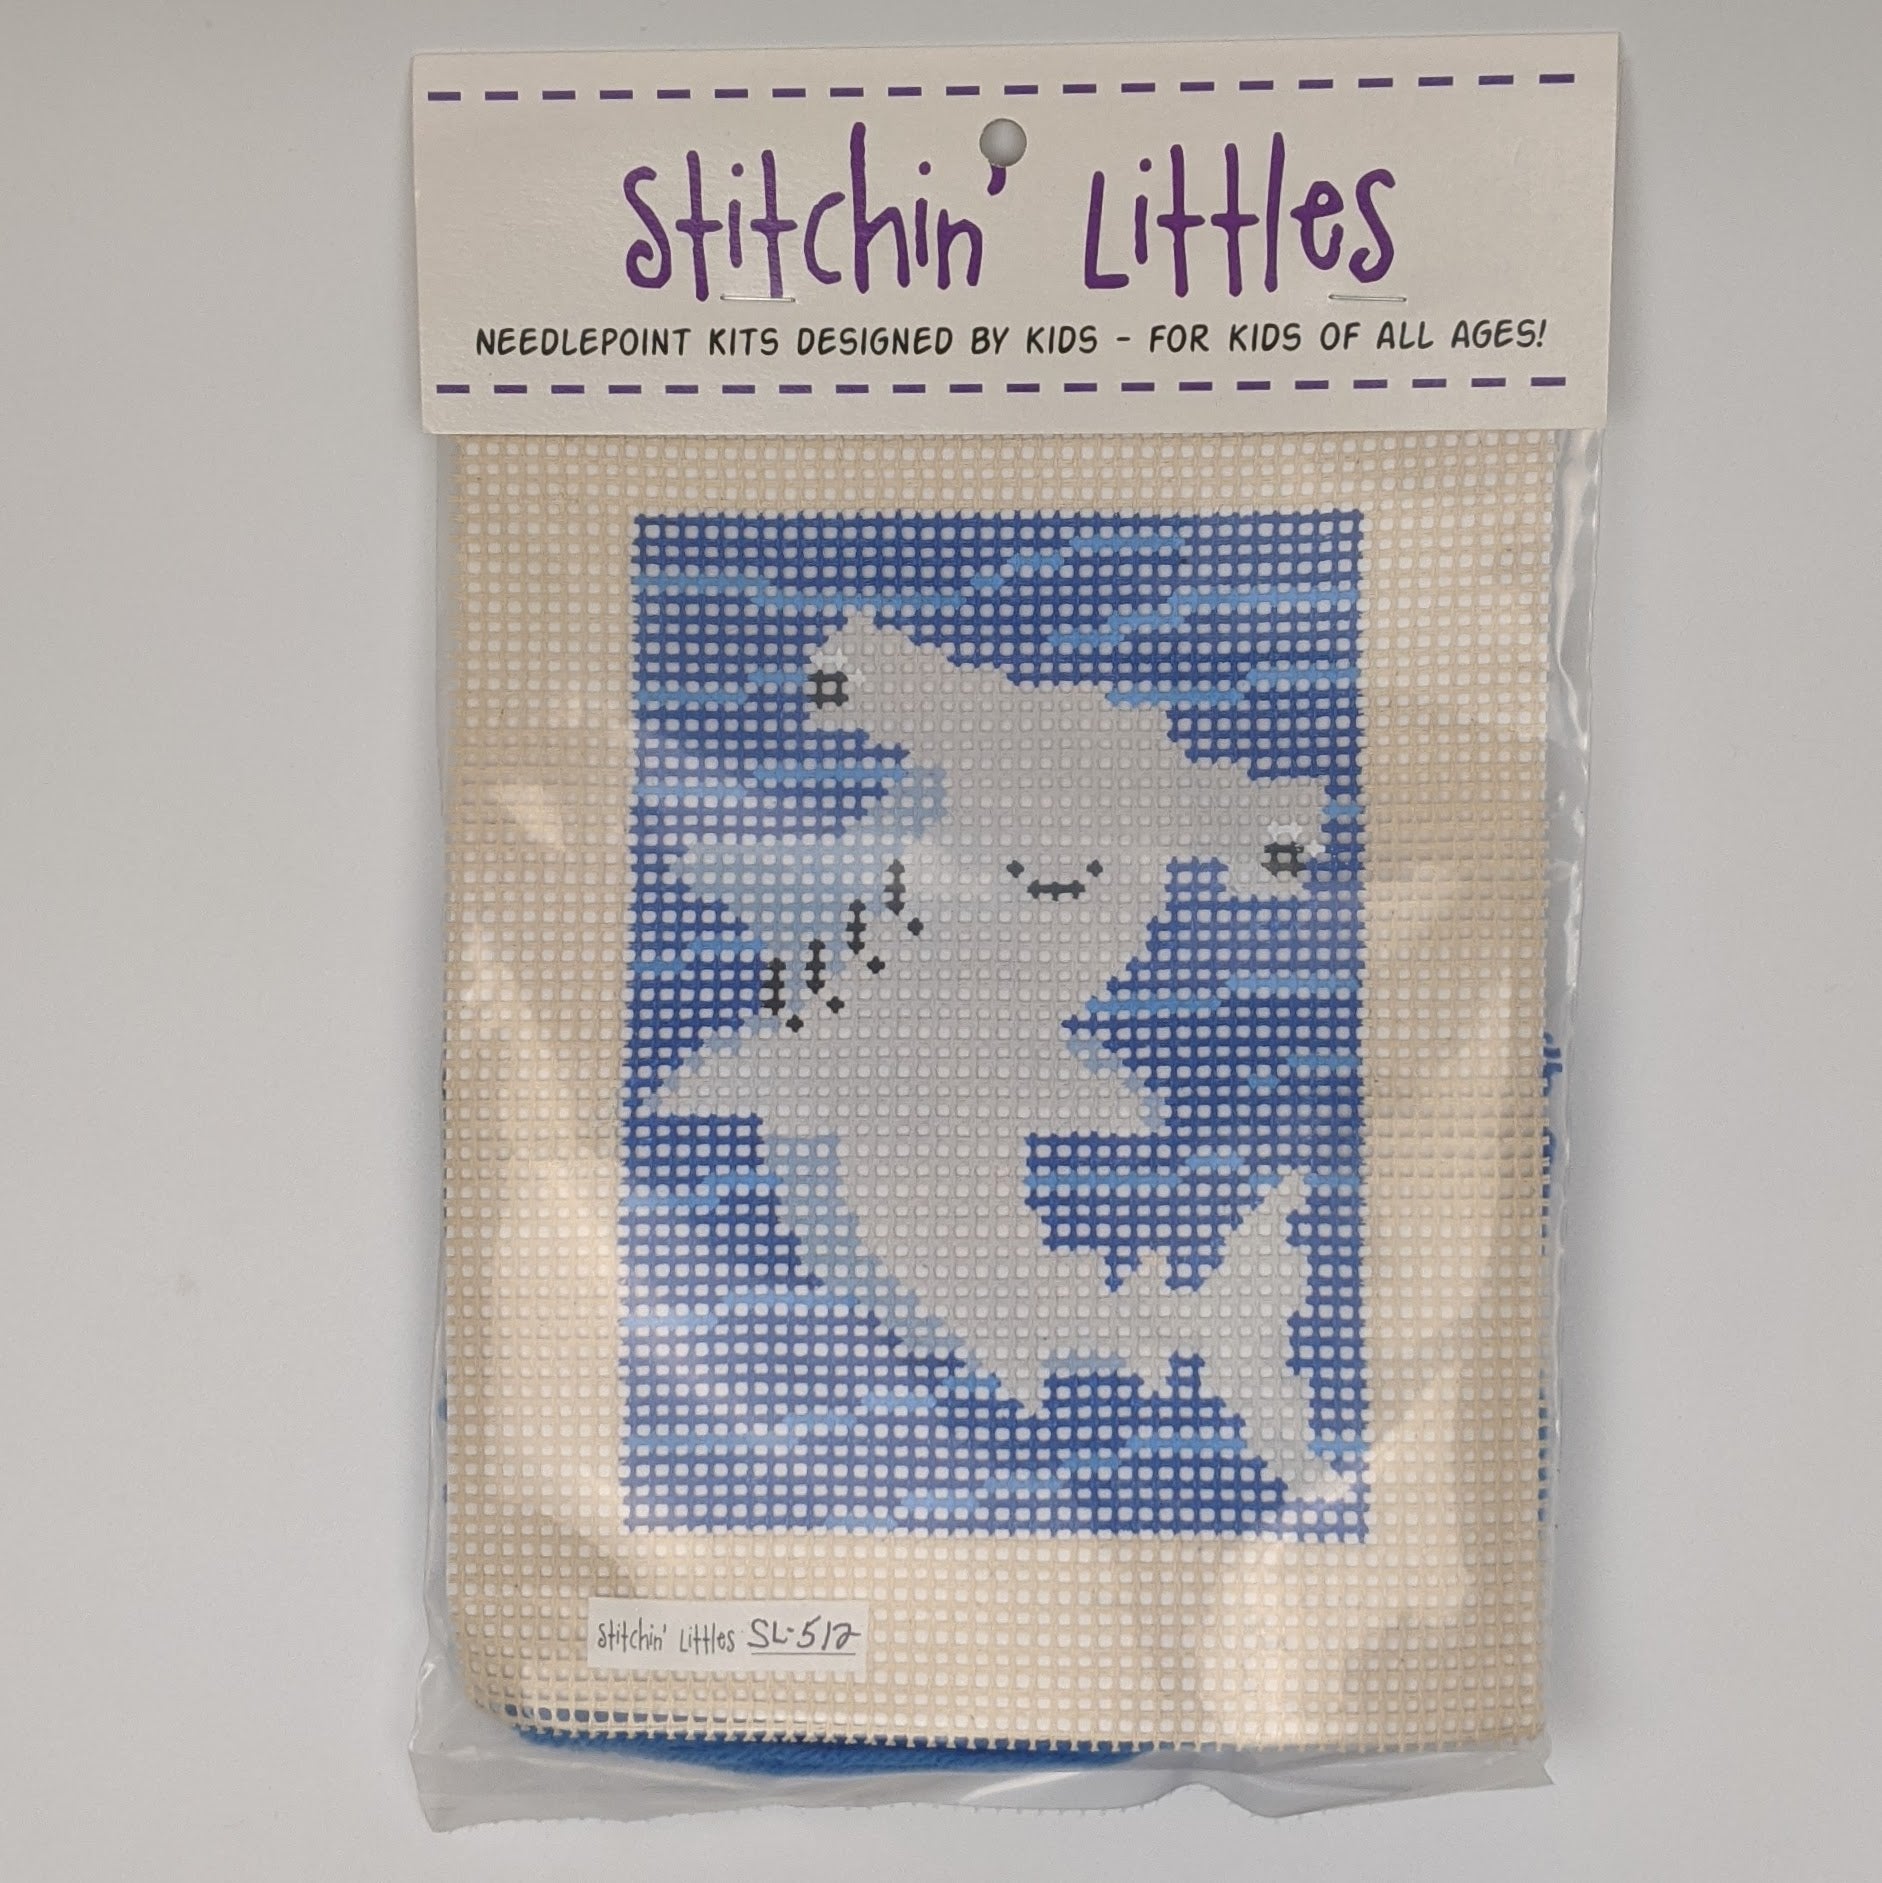 Stitchin' Littles
NEEDLEPOINT KITS DESIGNED BY KIDS - FOR KIDS OF ALL AGES!
Stitchin' Littles SL-512